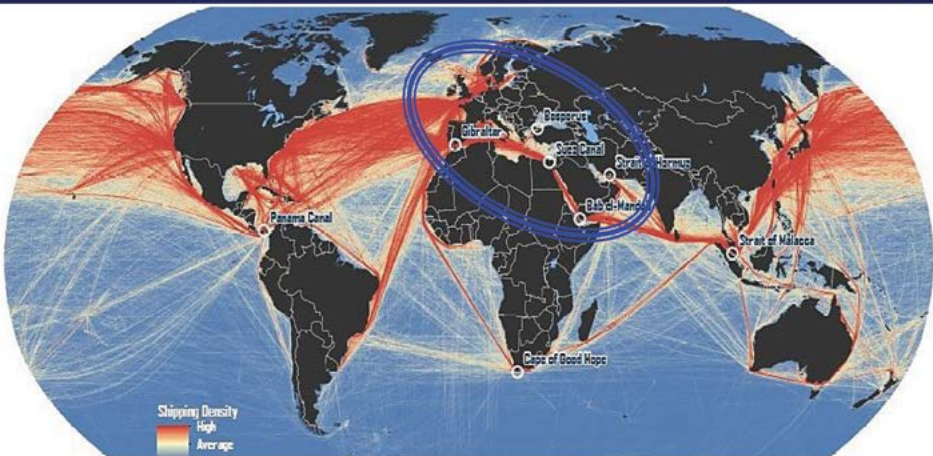 Bosporus
Gibraltar
Suez Canal
Strait of Hormus
Bab el-Mandeb
Panama Canal
Strait of Malacca
Cape of Good Hope
Shipping Density
High
Average